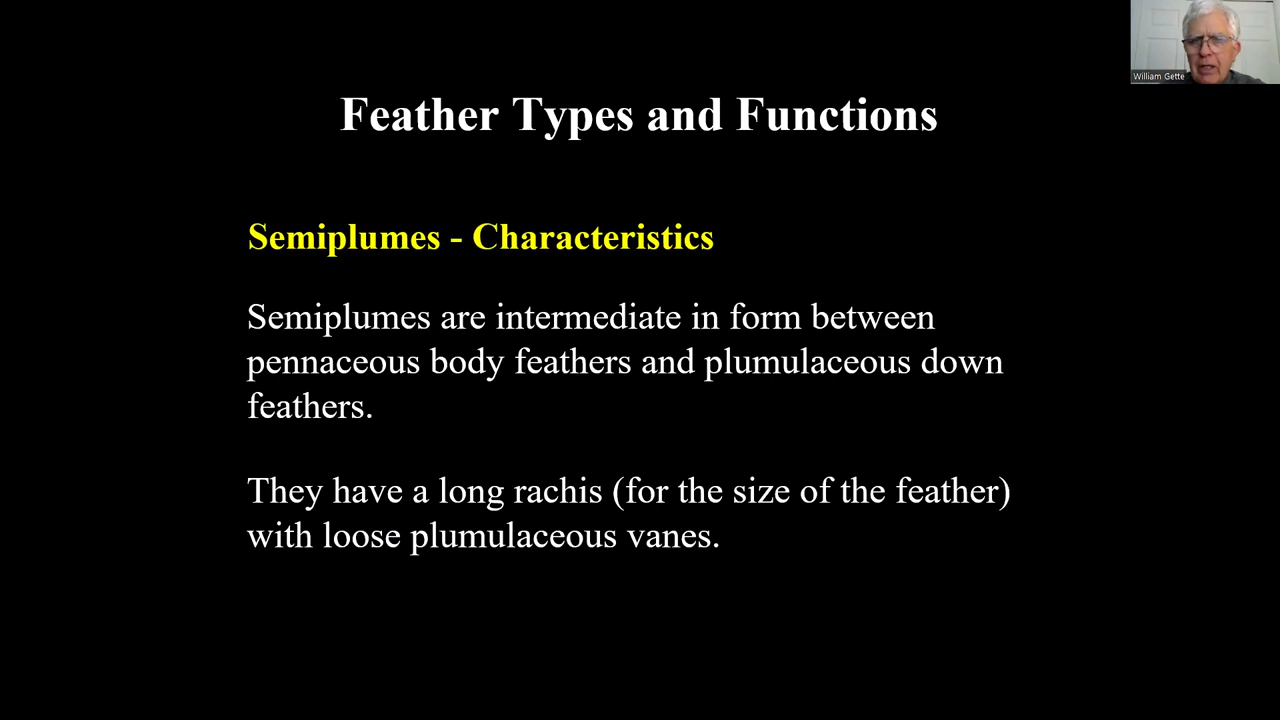 William Gette
Feather Types and Functions
Semiplumes - Characteristics
Semiplumes are intermediate in form between
pennaceous body feathers and plumulaceous down
feathers.
They have a long rachis (for the size of the feather)
with loose plumulaceous vanes.